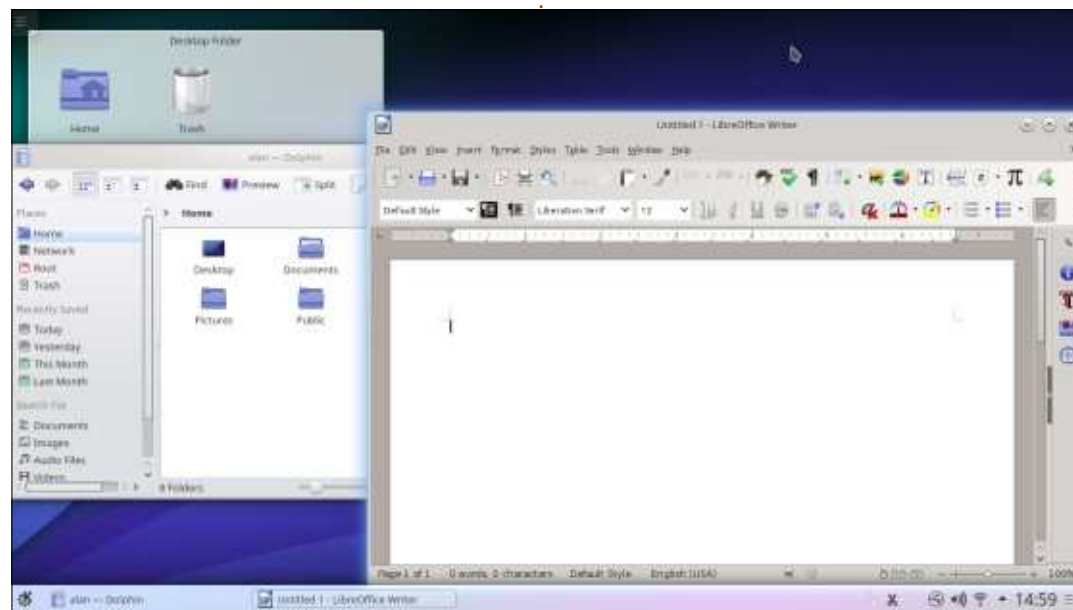 Desktop Folder
Home
Trash
alan — Dolphin
Find
Preview
Split
Places
Home
Network
Root
Trash
Recently Saved
Today
Yesterday
This Month
Last Month
Search For
Documents
Images
Audio Files
Videos
Home
Desktop
Documents
Pictures
Public
6 Folders
Untitled 1 - LibreOffice Writer
File Edit View Insert Format Styles Table Tools Window Help
Default Style
Liberation Serif
12
Page 1 of 1
0 words, 0 characters
Default Style
English (USA)
100%
alan — Dolphin
Untitled 1 - LibreOffice Writer
14:59